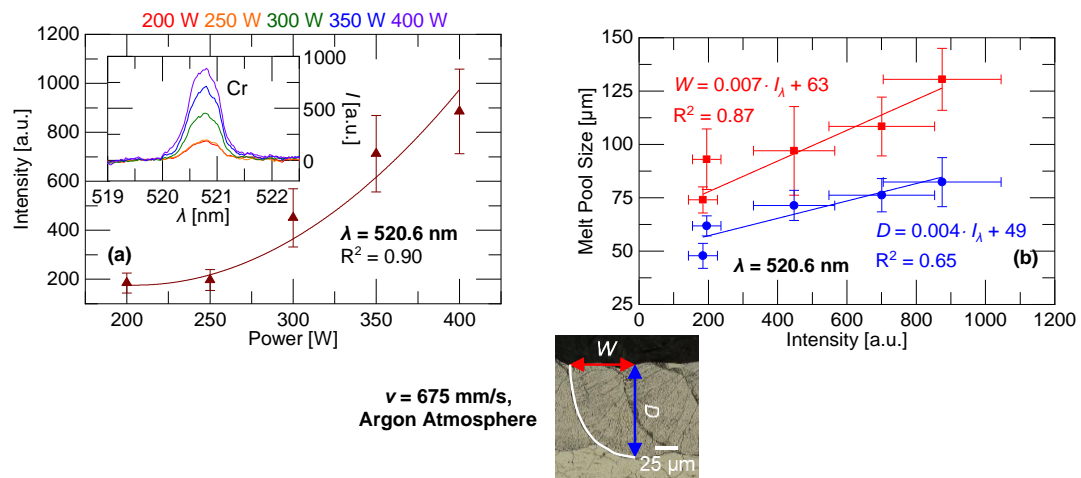 200 W 250 W 300 W 350 W 400 W
1200
1000
800
600
400
200
Intensity [a.u.]
200
250
300
350
400
Power [W]
(a)
λ = 520.6 nm
R² = 0.90
Cr
1000
500
0
I [a.u.]
519
520
521
522
λ [nm]
150
125
100
75
50
25
Melt Pool Size [µm]
0
200
400
600
800
1000
1200
Intensity [a.u.]
W = 0.007· Iλ + 63
R² = 0.87
D = 0.004· Iλ + 49
R² = 0.65
λ = 520.6 nm
(b)
v = 675 mm/s,
Argon Atmosphere
W
D
25 µm